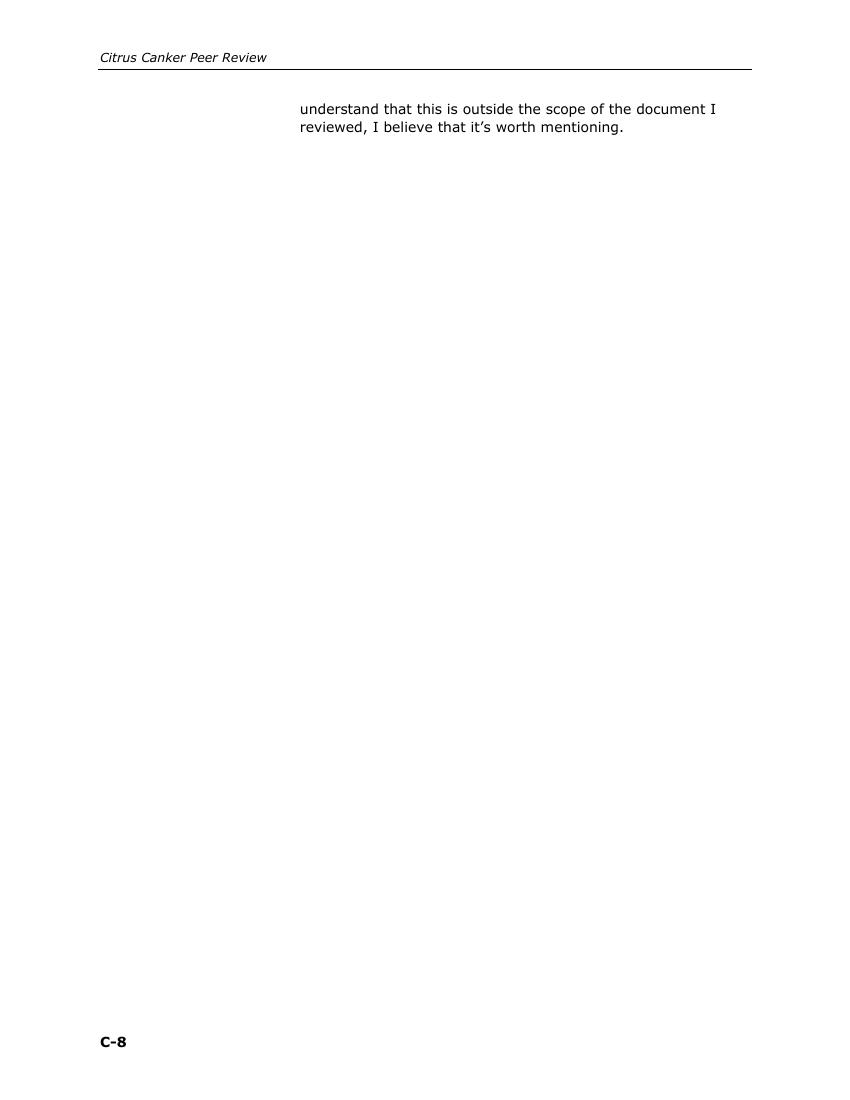 Citrus Canker Peer Review
understand that this is outside the scope of the document I
reviewed, I believe that it’s worth mentioning.
C-8